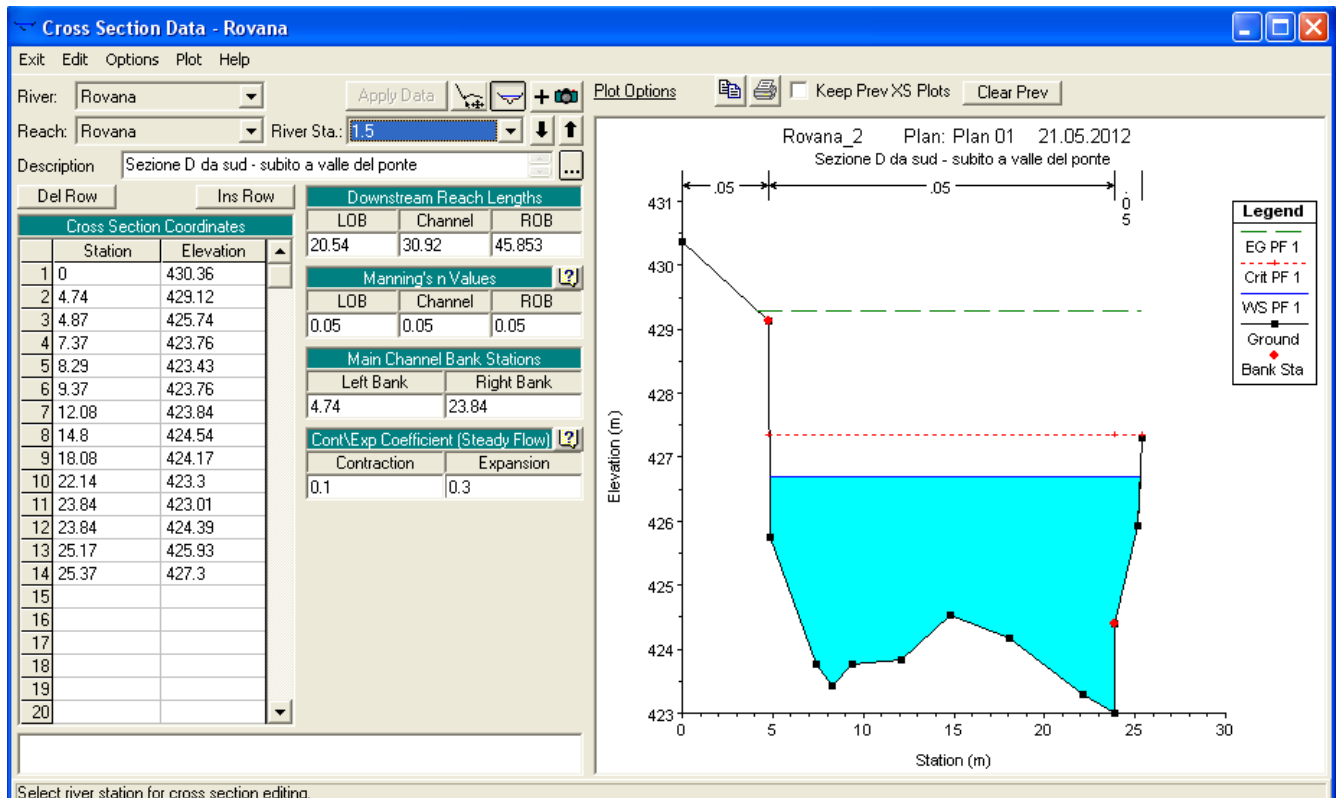 Cross Section Data - Rovana
Exit Edit Options Plot Help
River: Rovana
Apply Data
Reach: Rovana
River Sta.: 1.5
Description Sezione D da sud - subito a valle del ponte ...
Del Row Ins Row
Cross Section Coordinates
Station Elevation
1 0 430.36
2 4.74 429.12
3 4.87 425.74
4 7.37 423.76
5 8.29 423.43
6 9.37 423.76
7 12.08 423.84
8 14.8 424.54
9 18.08 424.17
10 22.14 423.3
11 23.84 423.01
12 23.84 424.39
13 25.17 425.93
14 25.37 427.3
15
16
17
18
19
20
Downstream Reach Lengths
LOB Channel ROB
20.54 30.92 45.853
Manning's n Values
LOB Channel ROB
0.05 0.05 0.05
Main Channel Bank Stations
Left Bank Right Bank
4.74 23.84
Cont\Exp Coefficient (Steady Flow)
Contraction Expansion
0.1 0.3
Plot Options
Keep Prev XS Plots
Clear Prev
Rovana_2 Plan: Plan 01 21.05.2012
Sezione D da sud - subito a valle del ponte
.05 .05 .05
431
430
429
428
427
426
425
424
423
0 5 10 15 20 25 30
Elevation (m)
Station (m)
Legend
EG PF 1
Crit PF 1
WS PF 1
Ground
Bank Sta
Select river station for cross section editing.